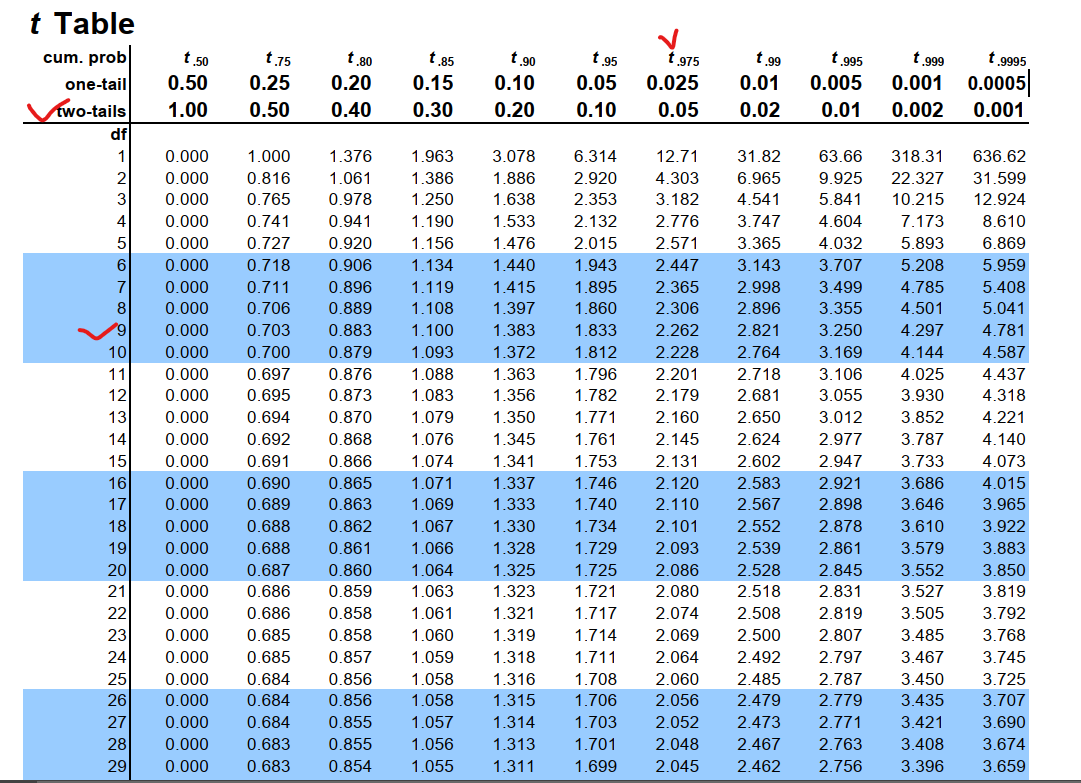 t Table
cum. prob t .50 t .75 t .80 t .85 t .90 t .95 t .975 t .99 t .995 t .999 t .9995
one-tail 0.50 0.25 0.20 0.15 0.10 0.05 0.025 0.01 0.005 0.001 0.0005
two-tails 1.00 0.50 0.40 0.30 0.20 0.10 0.05 0.02 0.01 0.002 0.001
df
1 0.000 1.000 1.376 1.963 3.078 6.314 12.71 31.82 63.66 318.31 636.62
2 0.000 0.816 1.061 1.386 1.886 2.920 4.303 6.965 9.925 22.327 31.599
3 0.000 0.765 0.978 1.250 1.638 2.353 3.182 4.541 5.841 10.215 12.924
4 0.000 0.741 0.941 1.190 1.533 2.132 2.776 3.747 4.604 7.173 8.610
5 0.000 0.727 0.920 1.156 1.476 2.015 2.571 3.365 4.032 5.893 6.869
6 0.000 0.718 0.906 1.134 1.440 1.943 2.447 3.143 3.707 5.208 5.959
7 0.000 0.711 0.896 1.119 1.415 1.895 2.365 2.998 3.499 4.785 5.408
8 0.000 0.706 0.889 1.108 1.397 1.860 2.306 2.896 3.355 4.501 5.041
9 0.000 0.703 0.883 1.100 1.383 1.833 2.262 2.821 3.250 4.297 4.781
10 0.000 0.700 0.879 1.093 1.372 1.812 2.228 2.764 3.169 4.144 4.587
11 0.000 0.697 0.876 1.088 1.363 1.796 2.201 2.718 3.106 4.025 4.437
12 0.000 0.695 0.873 1.083 1.356 1.782 2.179 2.681 3.055 3.930 4.318
13 0.000 0.694 0.870 1.079 1.350 1.771 2.160 2.650 3.012 3.852 4.221
14 0.000 0.692 0.868 1.076 1.345 1.761 2.145 2.624 2.977 3.787 4.140
15 0.000 0.691 0.866 1.074 1.341 1.753 2.131 2.602 2.947 3.733 4.073
16 0.000 0.690 0.865 1.071 1.337 1.746 2.120 2.583 2.921 3.686 4.015
17 0.000 0.689 0.863 1.069 1.333 1.740 2.110 2.567 2.898 3.646 3.965
18 0.000 0.688 0.862 1.067 1.330 1.734 2.101 2.552 2.878 3.610 3.922
19 0.000 0.688 0.861 1.066 1.328 1.729 2.093 2.539 2.861 3.579 3.883
20 0.000 0.687 0.860 1.064 1.325 1.725 2.086 2.528 2.845 3.552 3.850
21 0.000 0.686 0.859 1.063 1.323 1.721 2.080 2.518 2.831 3.527 3.819
22 0.000 0.686 0.858 1.061 1.321 1.717 2.074 2.508 2.819 3.505 3.792
23 0.000 0.685 0.858 1.060 1.319 1.714 2.069 2.500 2.807 3.485 3.768
24 0.000 0.685 0.857 1.059 1.318 1.711 2.064 2.492 2.797 3.467 3.745
25 0.000 0.684 0.856 1.058 1.316 1.708 2.060 2.485 2.787 3.450 3.725
26 0.000 0.684 0.856 1.058 1.315 1.706 2.056 2.479 2.779 3.435 3.707
27 0.000 0.684 0.855 1.057 1.314 1.703 2.052 2.473 2.771 3.421 3.690
28 0.000 0.683 0.855 1.056 1.313 1.701 2.048 2.467 2.763 3.408 3.674
29 0.000 0.683 0.854 1.055 1.311 1.699 2.045 2.462 2.756 3.396 3.659